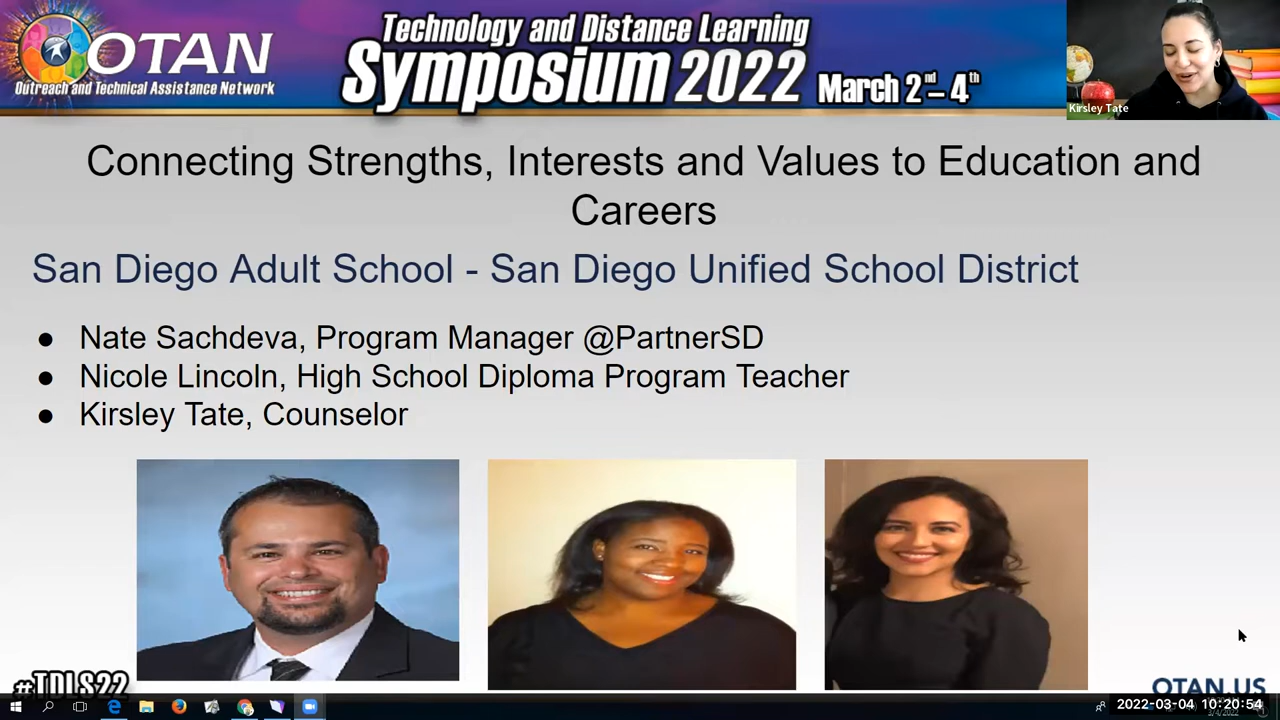 OTAN
Outreach and Technical Assistance Network
Technology and Distance Learning
Symposium 2022 March 2nd – 4th
Kirsley Tate
Connecting Strengths, Interests and Values to Education and
Careers
San Diego Adult School - San Diego Unified School District
● Nate Sachdeva, Program Manager @PartnerSD
● Nicole Lincoln, High School Diploma Program Teacher
● Kirsley Tate, Counselor
#TDLS22
OTAN.US
2022-03-04 10:20:54